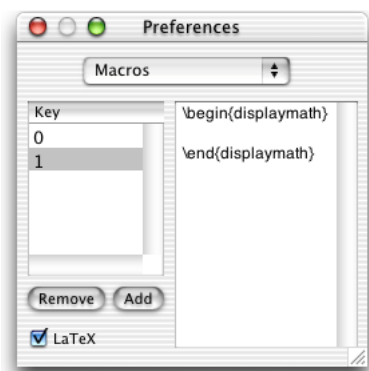 Preferences
Macros
Key
0
1
\begin{displaymath}
\end{displaymath}
Remove
Add
LaTeX